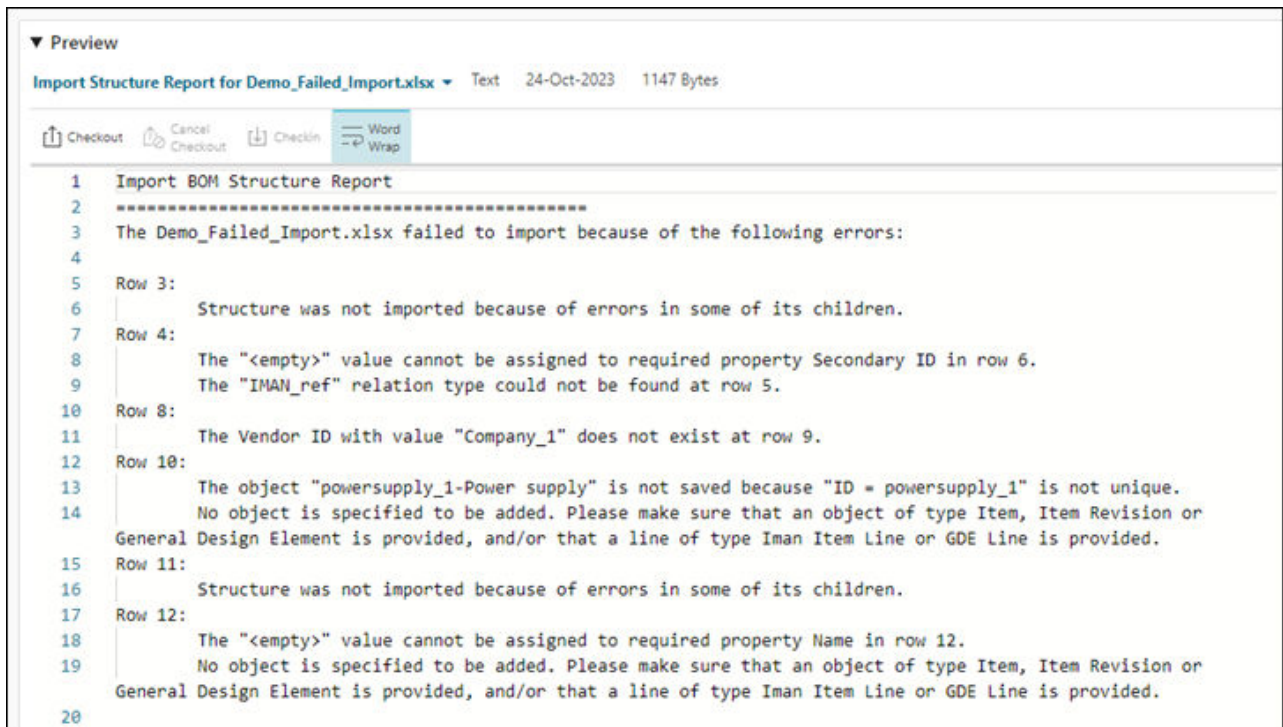 ▼ Preview
Import Structure Report for Demo_Failed_Import.xlsx Text 24-Oct-2023 1147 Bytes
Checkout Cancel Checkout Checkin Word Wrap
1 Import BOM Structure Report
2 ==============================================
3 The Demo_Failed_Import.xlsx failed to import because of the following errors:
4
5 Row 3:
6 Structure was not imported because of errors in some of its children.
7 Row 4:
8 The "<empty>" value cannot be assigned to required property Secondary ID in row 6.
9 The "IMAN_ref" relation type could not be found at row 5.
10 Row 8:
11 The Vendor ID with value "Company_1" does not exist at row 9.
12 Row 10:
13 The object "powersupply_1-Power supply" is not saved because "ID = powersupply_1" is not unique.
14 No object is specified to be added. Please make sure that an object of type Item, Item Revision or
General Design Element is provided, and/or that a line of type Iman Item Line or GDE Line is provided.
15 Row 11:
16 Structure was not imported because of errors in some of its children.
17 Row 12:
18 The "<empty>" value cannot be assigned to required property Name in row 12.
19 No object is specified to be added. Please make sure that an object of type Item, Item Revision or
General Design Element is provided, and/or that a line of type Iman Item Line or GDE Line is provided.
20